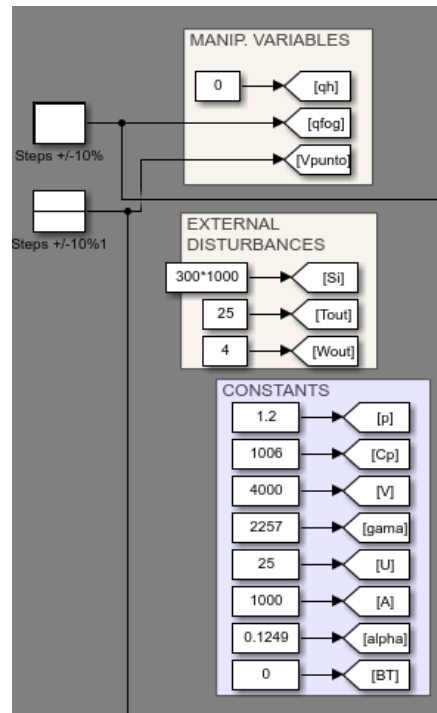 MANIP. VARIABLES
0 [qh]
[qfog]
Steps +/-10%
[Vpunto]
Steps +/-10%1
EXTERNAL
DISTURBANCES
300*1000 [Si]
25 [Tout]
4 [Wout]
CONSTANTS
1.2 [p]
1006 [Cp]
4000 [V]
2257 [gama]
25 [U]
1000 [A]
0.1249 [alpha]
0 [BT]